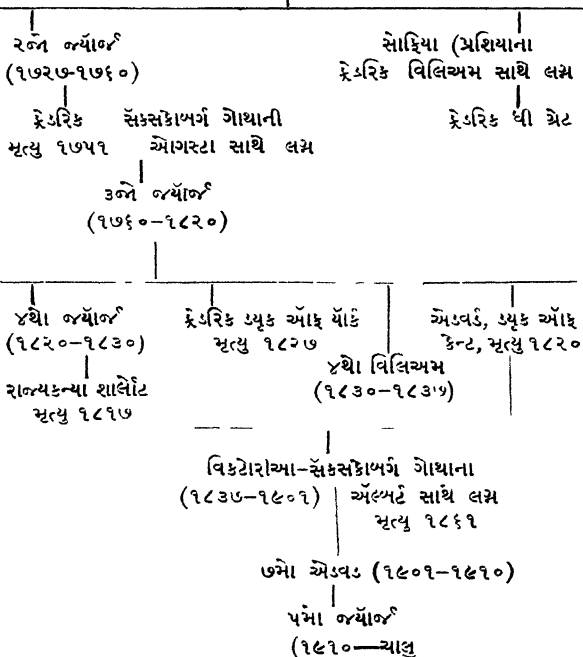 રજો જ્યૉર્જ
(૧૭૨૭-૧૭૬૦)
સોફિયા (પ્રશિયાના
ફ્રેડરિક વિલિઅમ સાથે લગ્ન
ફ્રેડરિક
મૃત્યુ ૧૭૫૧
સૅક્સકોબર્ગ ગોથાની
ઑગસ્ટા સાથે લગ્ન
ફ્રેડરિક ધી ગ્રેટ
૩જો જ્યૉર્જ
(૧૭૬૦–૧૮૨૦)
૪થો જ્યૉર્જ
(૧૮૨૦–૧૮૩૦)
ફ્રેડરિક ડ્યૂક ઑફ યૉર્ક
મૃત્યુ ૧૮૨૭
૪થો વિલિઅમ
(૧૮૩૦–૧૮૩૭)
એડવર્ડ, ડ્યૂક ઑફ
કેન્ટ, મૃત્યુ ૧૮૨૦
રાજ્યકન્યા શાર્લોટ
મૃત્યુ ૧૮૧૭
વિક્ટોરીઆ–સૅક્સકોબર્ગ ગોથાના
(૧૮૩૭–૧૯૦૧) ઍલ્બર્ટ સાથે લગ્ન
મૃત્યુ ૧૮૬૧
૭મો એડવર્ડ (૧૯૦૧–૧૯૧૦)
૫મો જ્યૉર્જ
(૧૯૧૦—ચાલુ